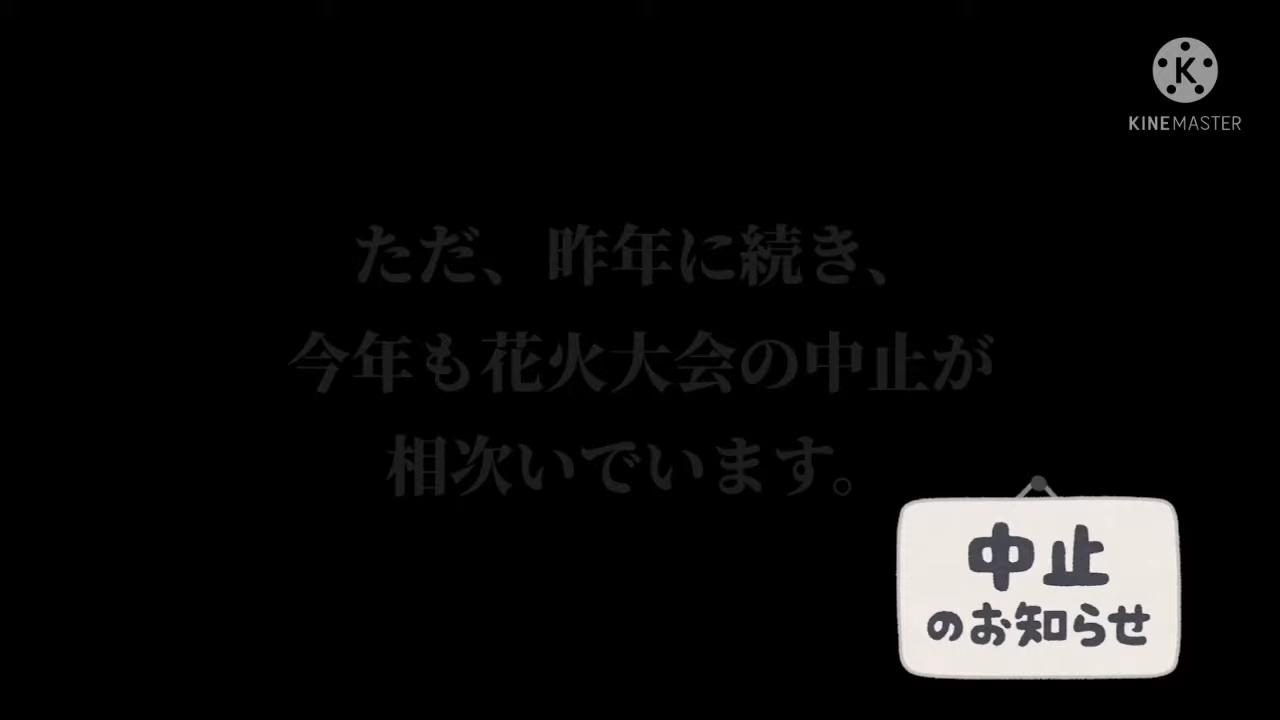 KINEMASTER
ただ、昨年に続き、
今年も花火大会の中止が
相次いでいます。
中止
のお知らせ